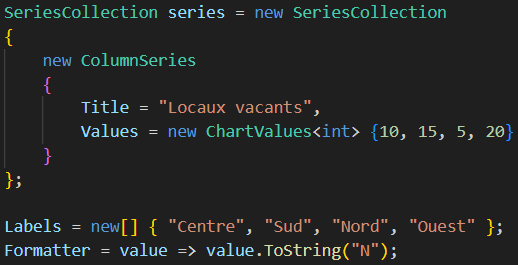 SeriesCollection series = new SeriesCollection
{
    new ColumnSeries
    {
        Title = "Locaux vacants",
        Values = new ChartValues<int> {10, 15, 5, 20}
    }
};

Labels = new[] { "Centre", "Sud", "Nord", "Ouest" };
Formatter = value => value.ToString("N");